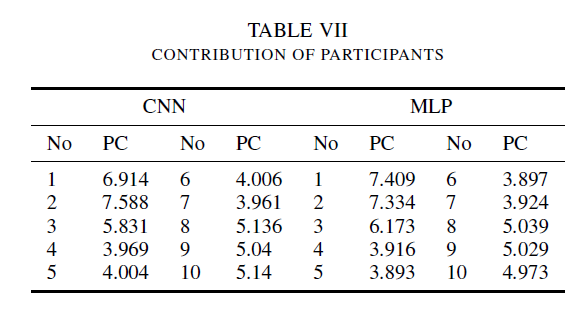 TABLE VII
CONTRIBUTION OF PARTICIPANTS
CNN MLP
No PC No PC No PC No PC
1 6.914 6 4.006 1 7.409 6 3.897
2 7.588 7 3.961 2 7.334 7 3.924
3 5.831 8 5.136 3 6.173 8 5.039
4 3.969 9 5.04 4 3.916 9 5.029
5 4.004 10 5.14 5 3.893 10 4.973